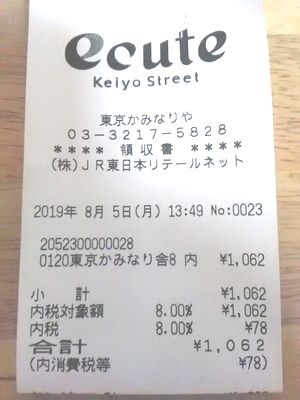 ecute
Keiyo Street
東京かみなりや
03-3217-5828
**** 領収書 ****
(株)JR東日本リテールネット
2019年 8月 5日(月) 13:49 No:0023
2052300000028
0120東京かみなり舎8 内 ¥1,062
小 計 ¥1,062
内税対象額 8.00% ¥1,062
内税 8.00% ¥78
合計 ¥1,062
(内消費税等 ¥78)